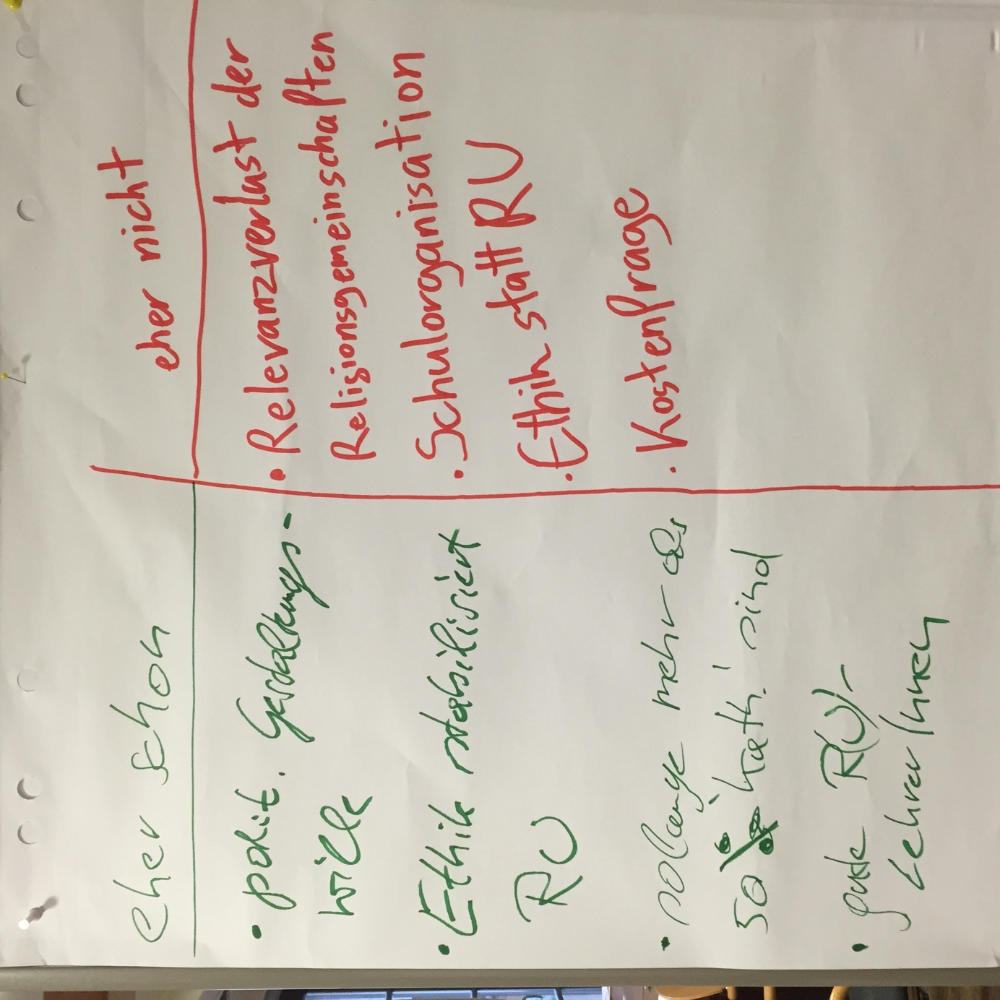 eher schon
• polit. Gestaltungs-
wille
• Ethik stabilisiert
RU
• solange mehr als
50 % kath. sind
• gute R(U)-
Lehrer/innen
eher nicht
• Relevanzverlust der
Religionsgemeinschaften
• Schulorganisation
• Ethik statt RU
• Kostenfrage